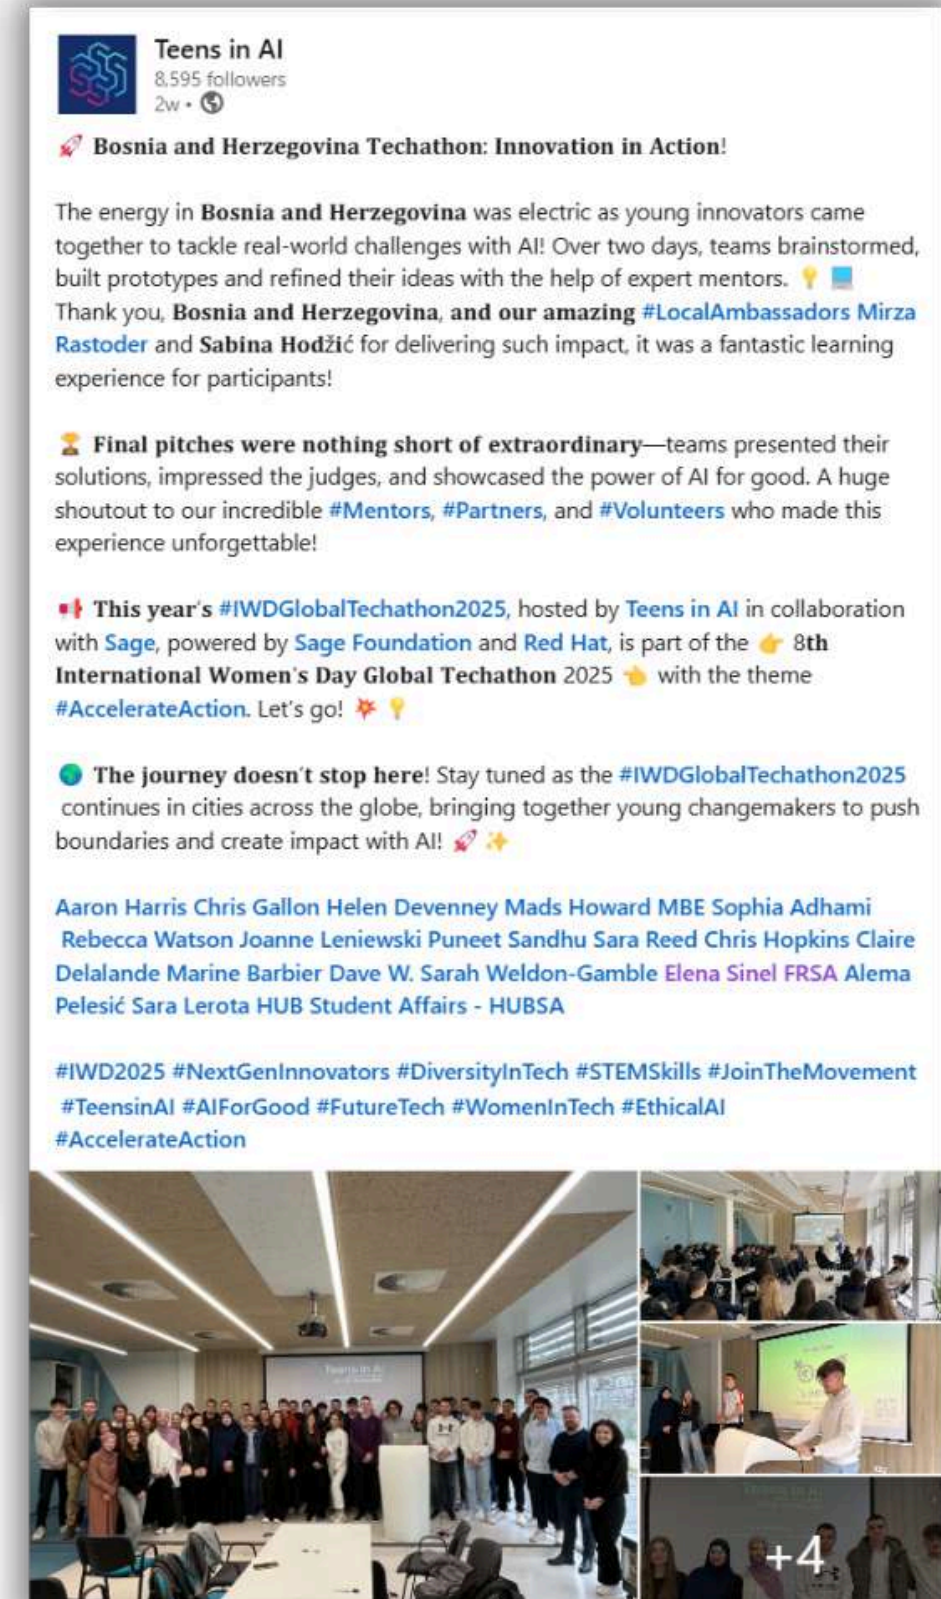 Teens in AI
8,595 followers
2w •
🚀 Bosnia and Herzegovina Techathon: Innovation in Action!
The energy in Bosnia and Herzegovina was electric as young innovators came
together to tackle real-world challenges with AI! Over two days, teams brainstormed,
built prototypes and refined their ideas with the help of expert mentors. 💡 💻
Thank you, Bosnia and Herzegovina, and our amazing #LocalAmbassadors Mirza
Rastoder and Sabina Hodžić for delivering such impact, it was a fantastic learning
experience for participants!
🏆 Final pitches were nothing short of extraordinary—teams presented their
solutions, impressed the judges, and showcased the power of AI for good. A huge
shoutout to our incredible #Mentors, #Partners, and #Volunteers who made this
experience unforgettable!
📢 This year's #IWDGlobalTechathon2025, hosted by Teens in AI in collaboration
with Sage, powered by Sage Foundation and Red Hat, is part of the 👉 8th
International Women's Day Global Techathon 2025 👈 with the theme
#AccelerateAction. Let's go! 💥 💡
🌍 The journey doesn't stop here! Stay tuned as the #IWDGlobalTechathon2025
continues in cities across the globe, bringing together young changemakers to push
boundaries and create impact with AI! 🚀 ✨
Aaron Harris Chris Gallon Helen Devenney Mads Howard MBE Sophia Adhami
Rebecca Watson Joanne Leniewski Puneet Sandhu Sara Reed Chris Hopkins Claire
Delalande Marine Barbier Dave W. Sarah Weldon-Gamble Elena Sinel FRSA Alema
Pelesić Sara Lerota HUB Student Affairs - HUBSA
#IWD2025 #NextGenInnovators #DiversityInTech #STEMSkills #JoinTheMovement
#TeensinAI #AIForGood #FutureTech #WomenInTech #EthicalAI
#AccelerateAction
Teens in AI
Teens in AI
+4